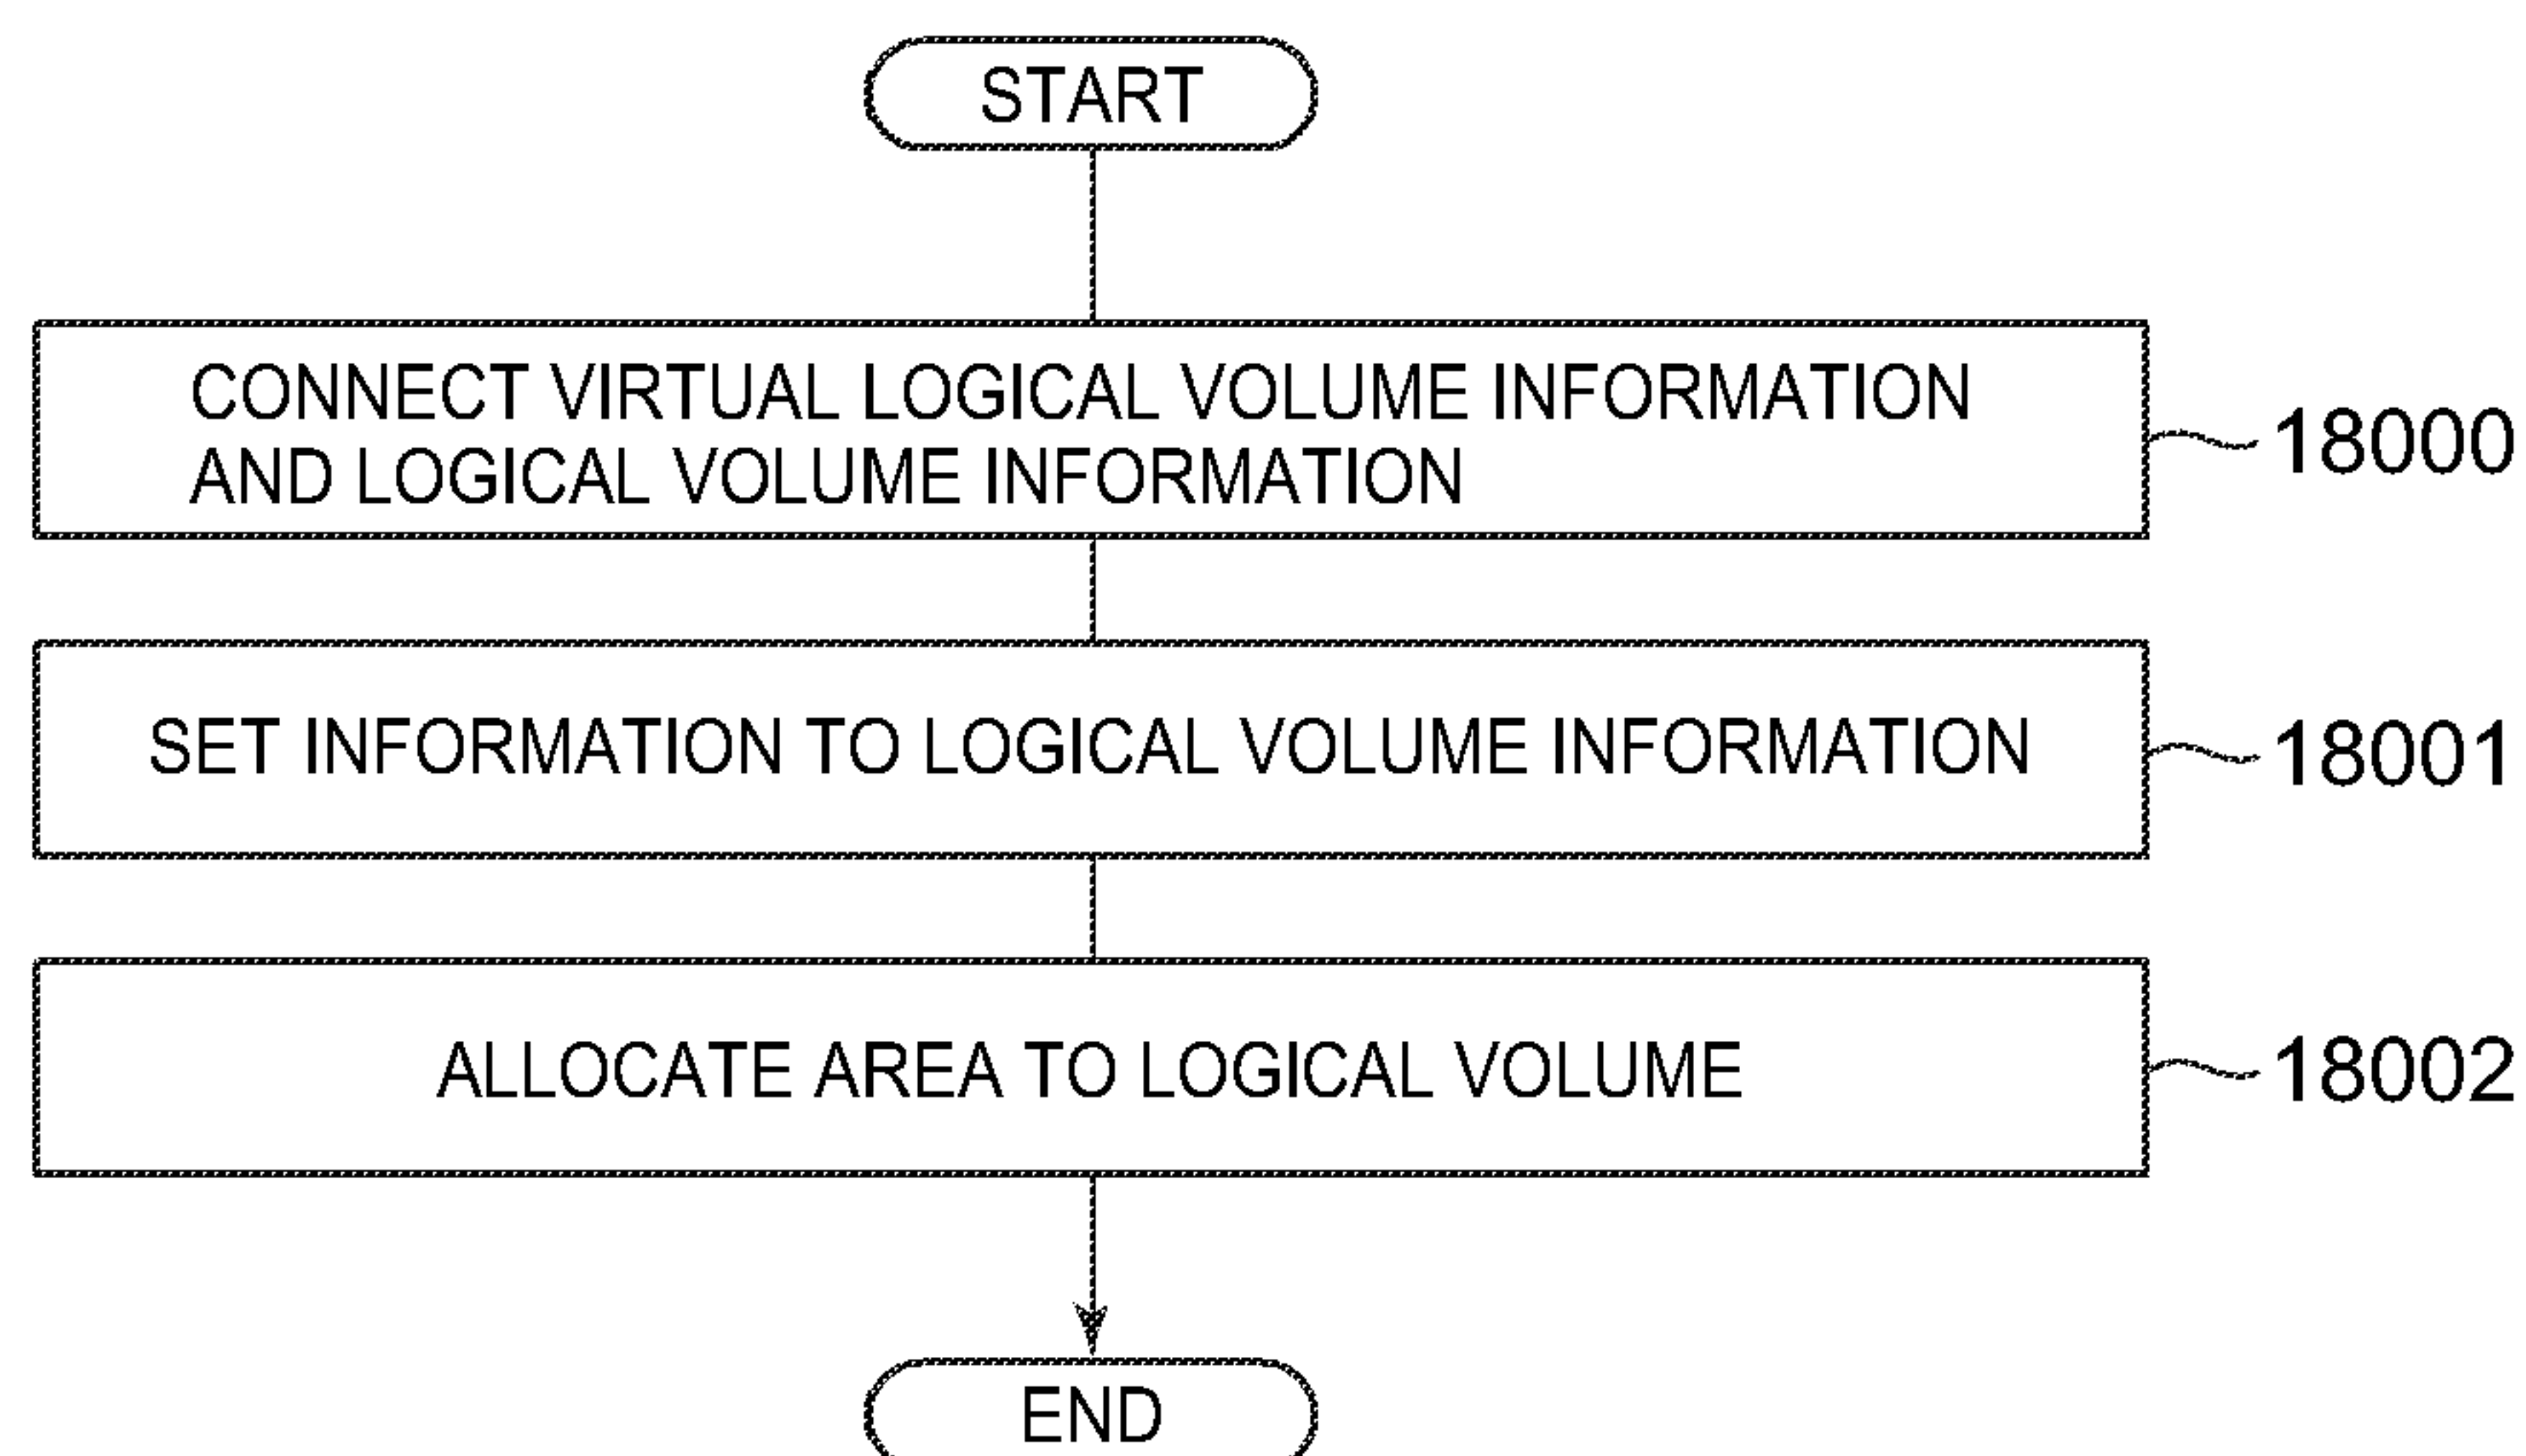 START
CONNECT VIRTUAL LOGICAL VOLUME INFORMATION
AND LOGICAL VOLUME INFORMATION
18000
SET INFORMATION TO LOGICAL VOLUME INFORMATION
18001
ALLOCATE AREA TO LOGICAL VOLUME
18002
END